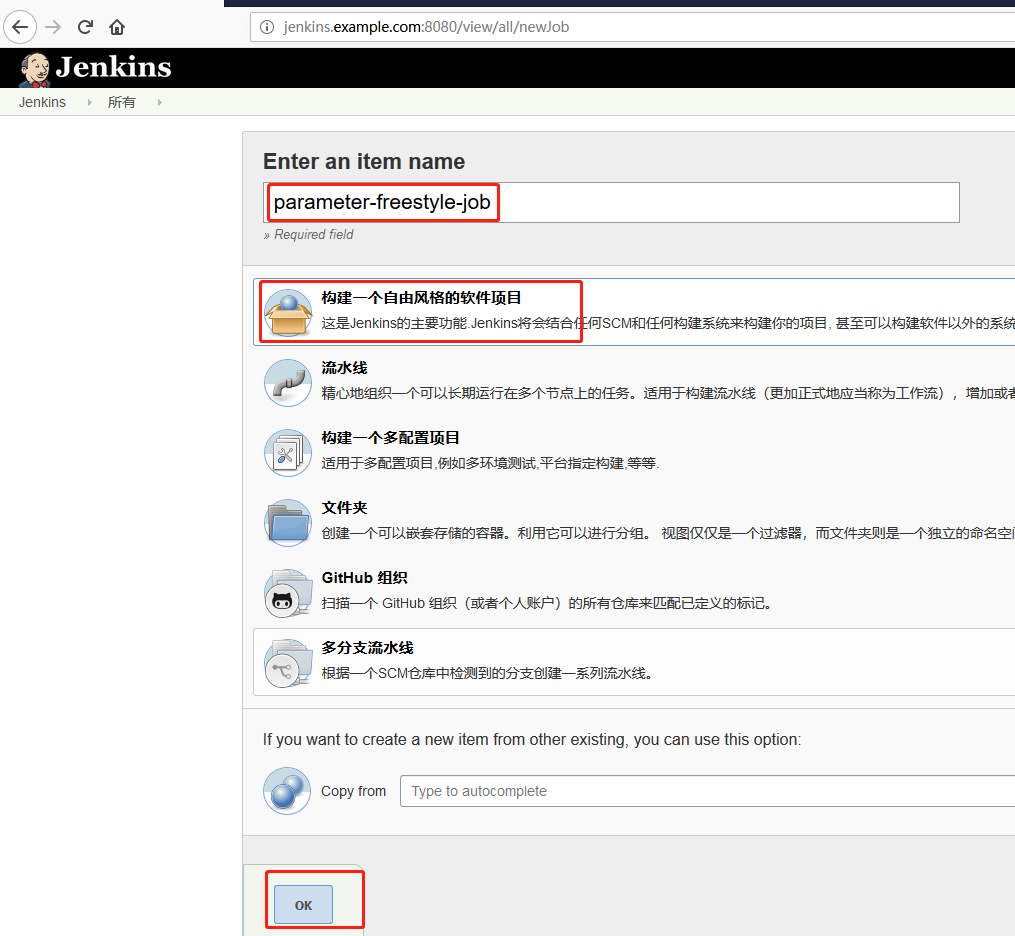 jenkins.example.com:8080/view/all/newJob
Jenkins
Jenkins 所有
Enter an item name
parameter-freestyle-job
» Required field
构建一个自由风格的软件项目
这是Jenkins的主要功能.Jenkins将会结合任何SCM和任何构建系统来构建你的项目, 甚至可以构建软件以外的系统
流水线
精心地组织一个可以长期运行在多个节点上的任务。适用于构建流水线（更加正式地应当称为工作流），增加或者
构建一个多配置项目
适用于多配置项目,例如多环境测试,平台指定构建,等等.
文件夹
创建一个可以嵌套存储的容器。利用它可以进行分组。 视图仅仅是一个过滤器，而文件夹则是一个独立的命名空间
GitHub 组织
扫描一个 GitHub 组织（或者个人账户）的所有仓库来匹配已定义的标记。
多分支流水线
根据一个SCM仓库中检测到的分支创建一系列流水线。
If you want to create a new item from other existing, you can use this option:
Copy from Type to autocomplete
OK